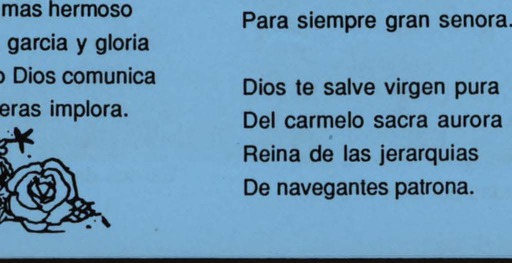 mas hermoso
garcia y gloria
Dios comunica
eras implora.
Para siempre gran senora.
Dios te salve virgen pura
Del carmelo sacra aurora
Reina de las jerarquias
De navegantes patrona.